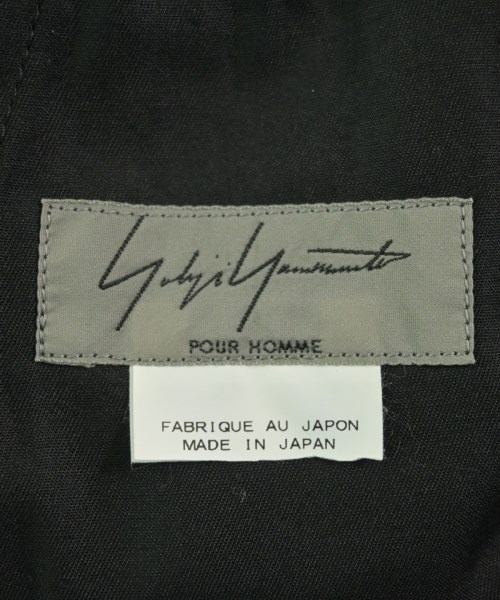 Yohji Yamamoto
POUR HOMME
FABRIQUE AU JAPON
MADE IN JAPAN